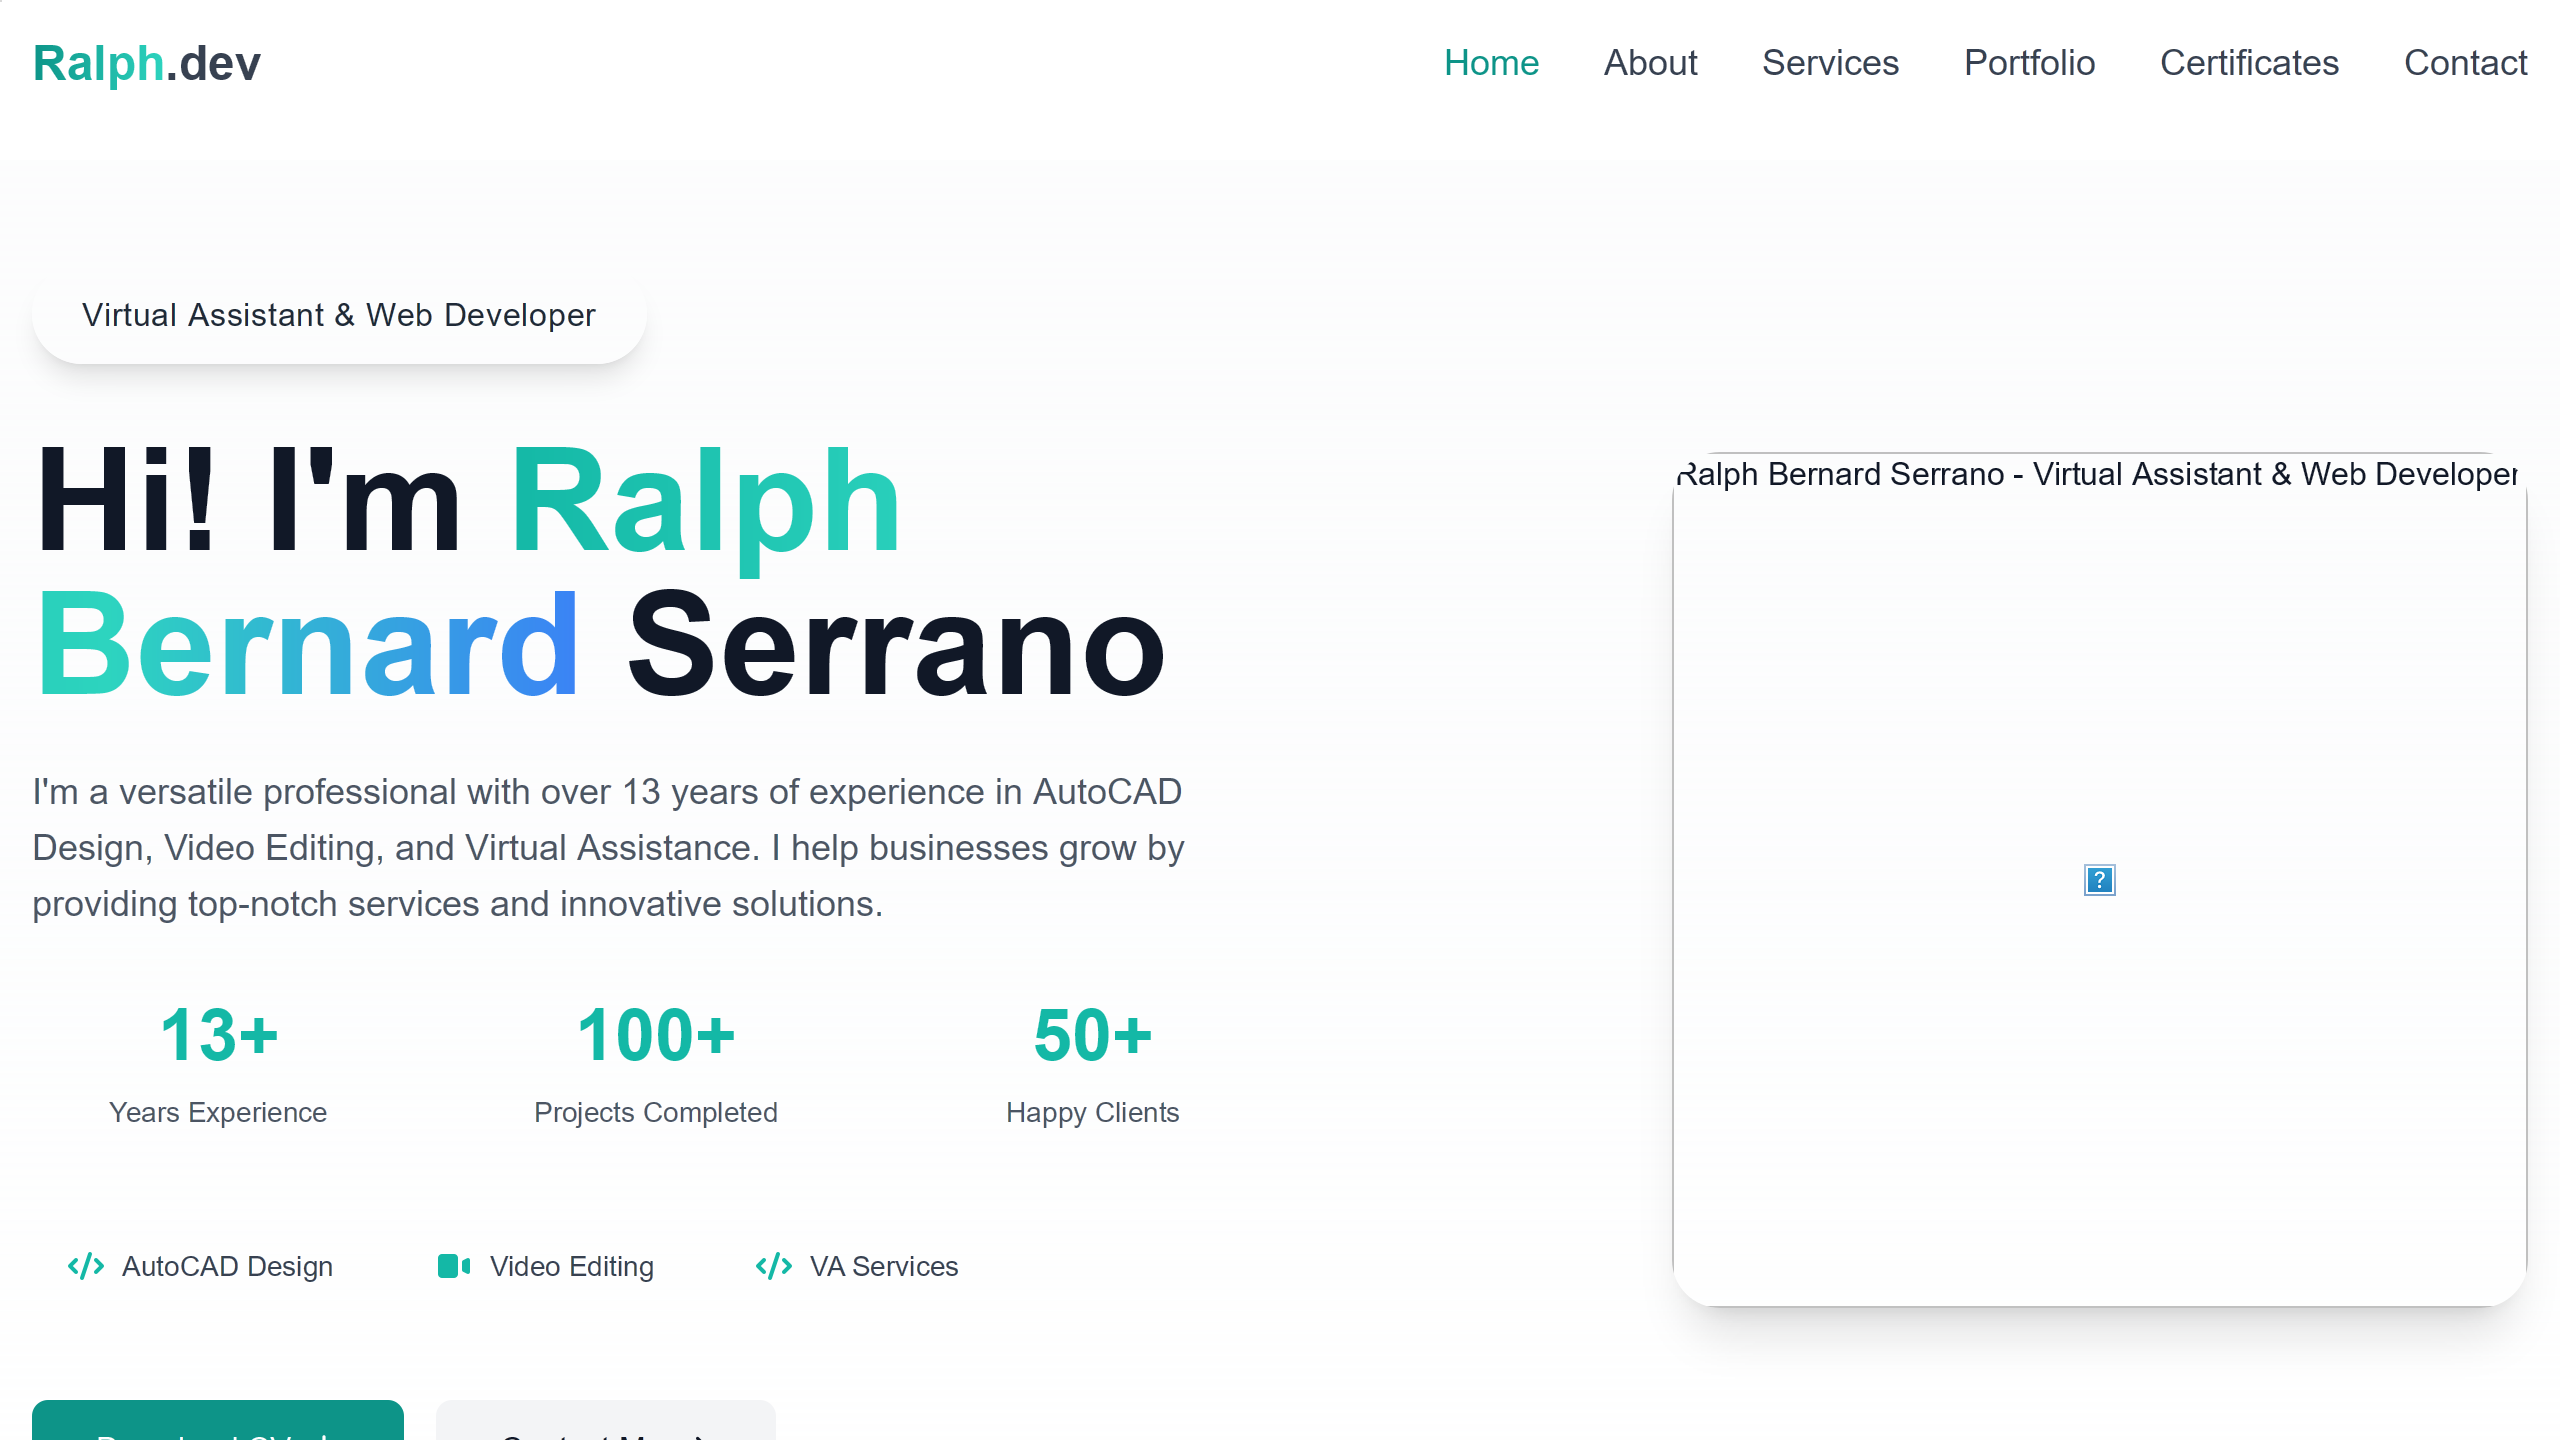 Ralph.dev
Home
About
Services
Portfolio
Certificates
Contact
Virtual Assistant & Web Developer
Hi! I'm Ralph
Bernard Serrano
I'm a versatile professional with over 13 years of experience in AutoCAD
Design, Video Editing, and Virtual Assistance. I help businesses grow by
providing top-notch services and innovative solutions.
13+
Years Experience
100+
Projects Completed
50+
Happy Clients
AutoCAD Design
Video Editing
VA Services
Ralph Bernard Serrano - Virtual Assistant & Web Developer